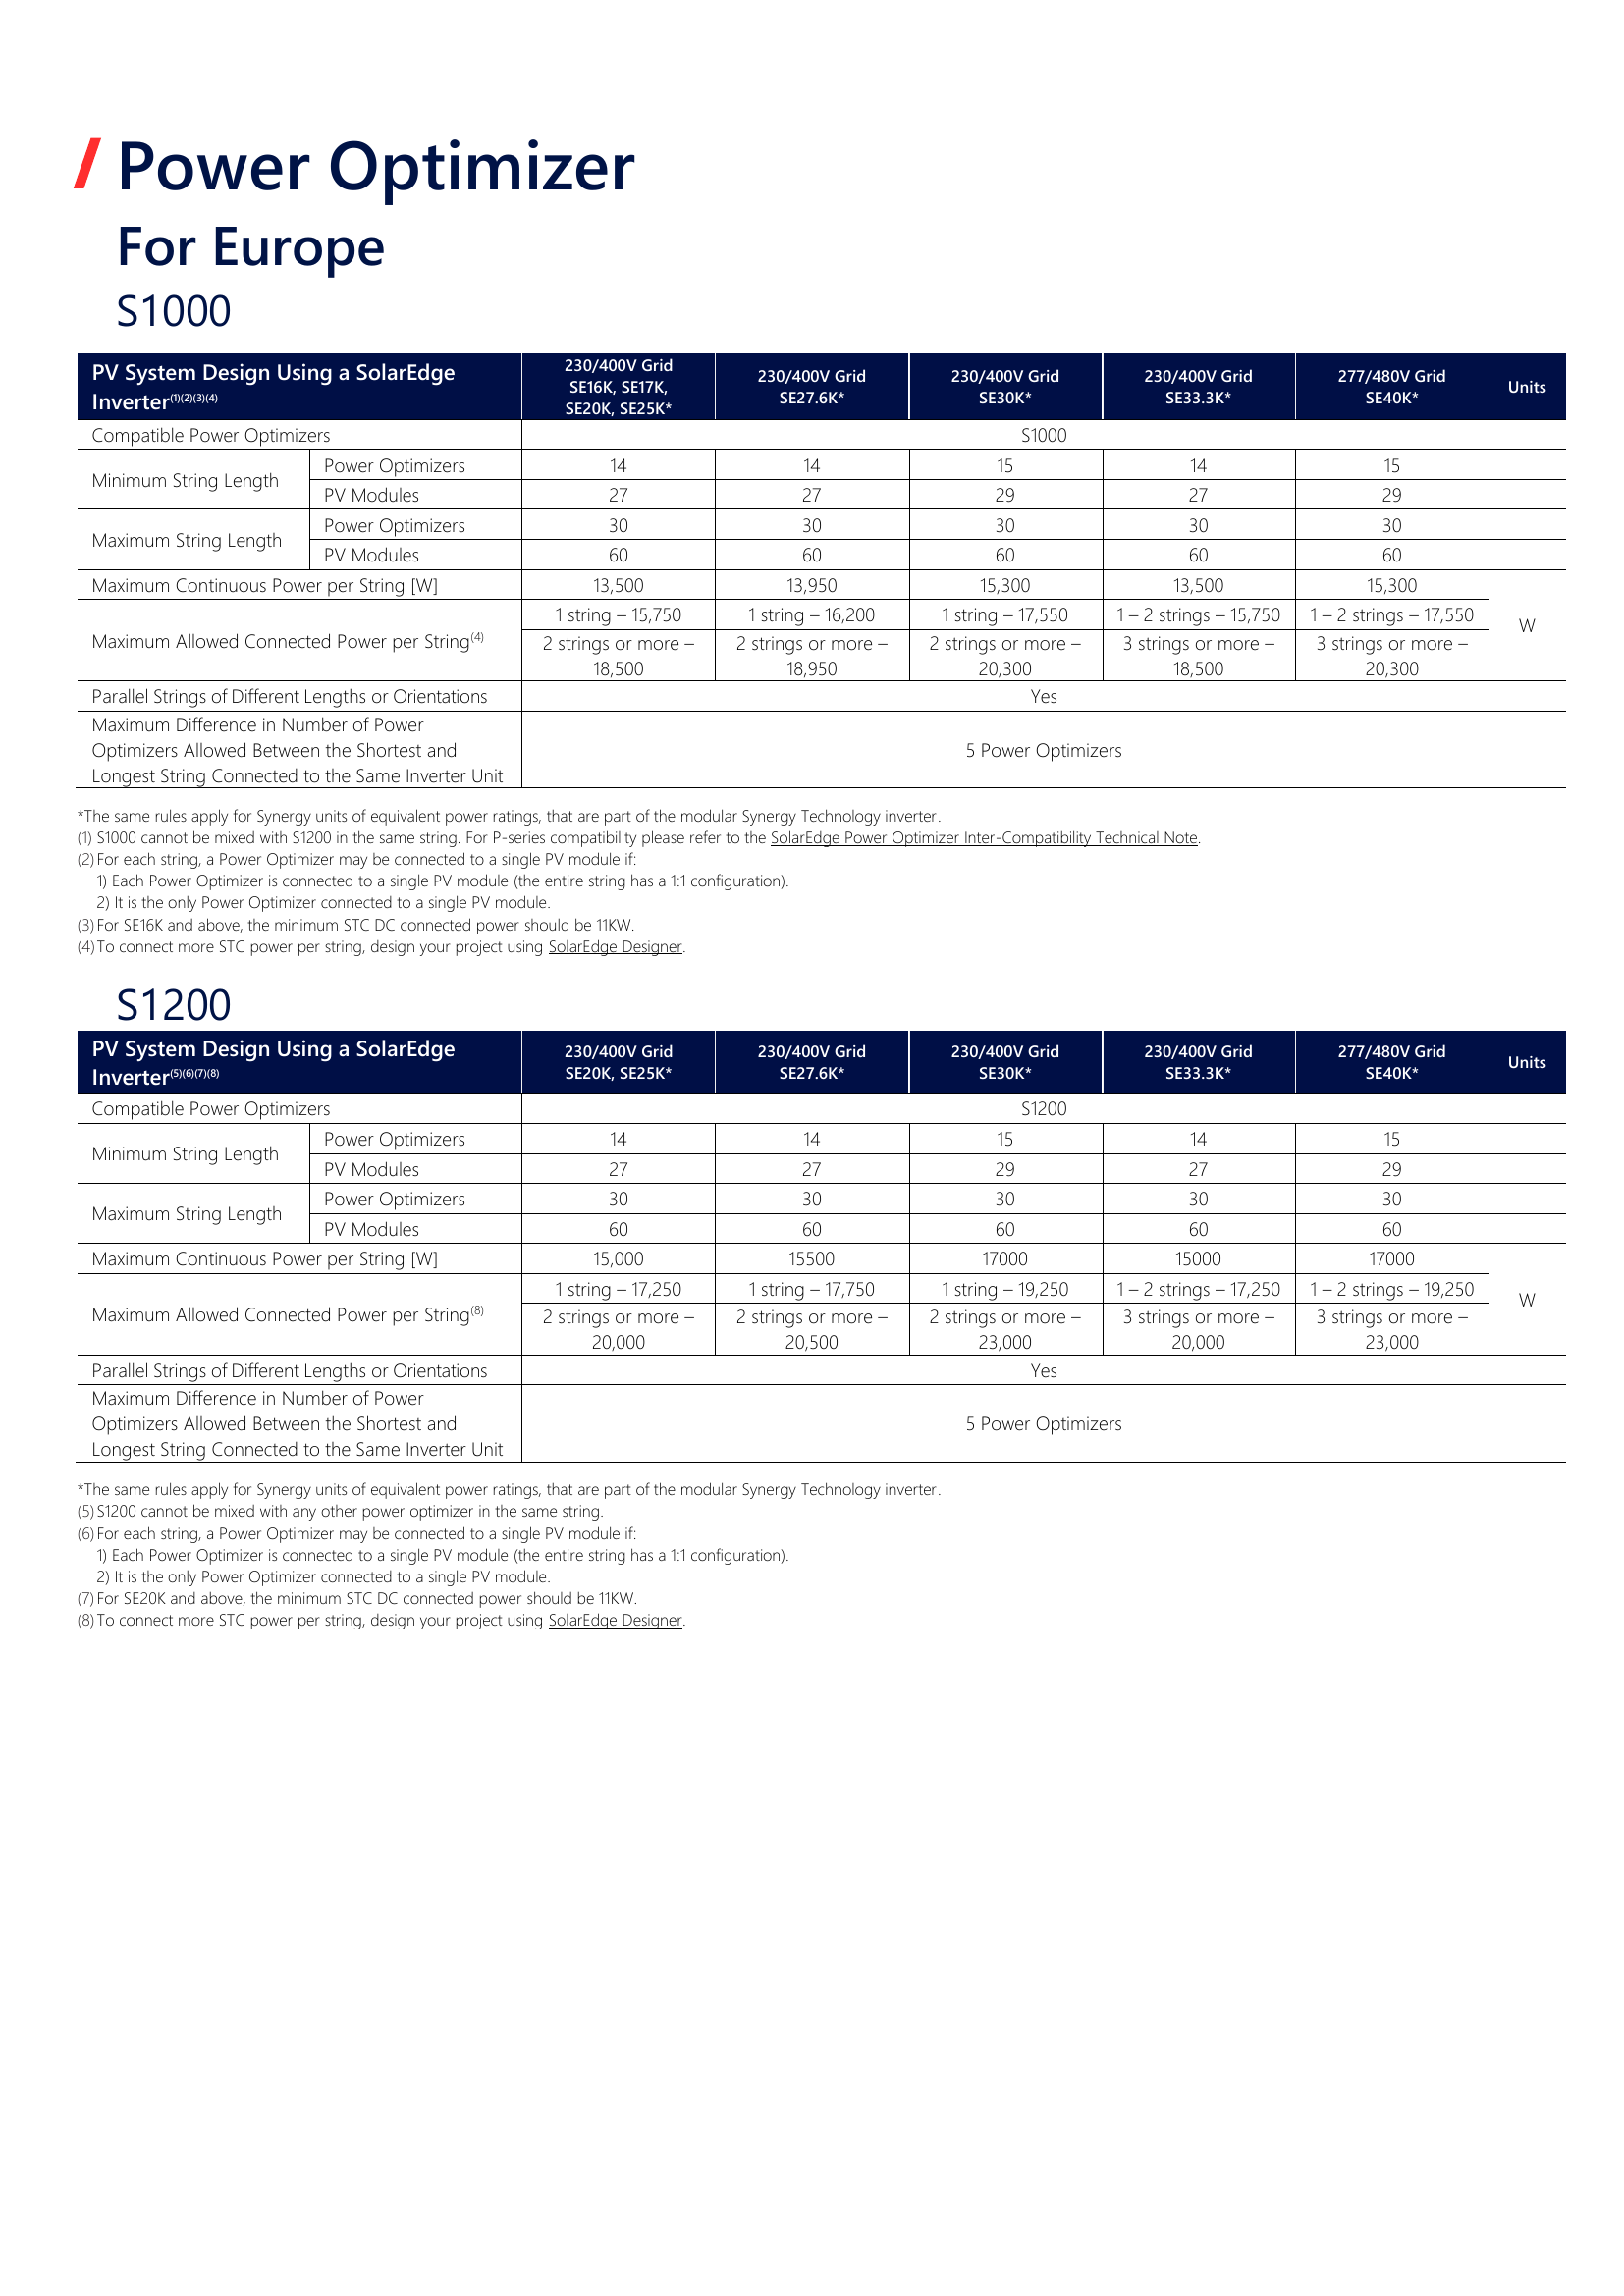 / Power Optimizer
For Europe
S1000
PV System Design Using a SolarEdge Inverter(1)(2)(3)(4) 230/400V Grid SE16K, SE17K, SE20K, SE25K* 230/400V Grid SE27.6K* 230/400V Grid SE30K* 230/400V Grid SE33.3K* 277/480V Grid SE40K* Units
Compatible Power Optimizers S1000
Minimum String Length Power Optimizers 14 14 15 14 15
PV Modules 27 27 29 27 29
Maximum String Length Power Optimizers 30 30 30 30 30
PV Modules 60 60 60 60 60
Maximum Continuous Power per String [W] 13,500 13,950 15,300 13,500 15,300 W
Maximum Allowed Connected Power per String(4) 1 string – 15,750 1 string – 16,200 1 string – 17,550 1 – 2 strings – 15,750 1 – 2 strings – 17,550
2 strings or more – 18,500 2 strings or more – 18,950 2 strings or more – 20,300 3 strings or more – 18,500 3 strings or more – 20,300
Parallel Strings of Different Lengths or Orientations Yes
Maximum Difference in Number of Power
Optimizers Allowed Between the Shortest and 5 Power Optimizers
Longest String Connected to the Same Inverter Unit
*The same rules apply for Synergy units of equivalent power ratings, that are part of the modular Synergy Technology inverter.
(1) S1000 cannot be mixed with S1200 in the same string. For P-series compatibility please refer to the SolarEdge Power Optimizer Inter-Compatibility Technical Note.
(2) For each string, a Power Optimizer may be connected to a single PV module if:
1) Each Power Optimizer is connected to a single PV module (the entire string has a 1:1 configuration).
2) It is the only Power Optimizer connected to a single PV module.
(3) For SE16K and above, the minimum STC DC connected power should be 11KW.
(4) To connect more STC power per string, design your project using SolarEdge Designer.
S1200
PV System Design Using a SolarEdge Inverter(5)(6)(7)(8) 230/400V Grid SE20K, SE25K* 230/400V Grid SE27.6K* 230/400V Grid SE30K* 230/400V Grid SE33.3K* 277/480V Grid SE40K* Units
Compatible Power Optimizers S1200
Minimum String Length Power Optimizers 14 14 15 14 15
PV Modules 27 27 29 27 29
Maximum String Length Power Optimizers 30 30 30 30 30
PV Modules 60 60 60 60 60
Maximum Continuous Power per String [W] 15,000 15500 17000 15000 17000 W
Maximum Allowed Connected Power per String(8) 1 string – 17,250 1 string – 17,750 1 string – 19,250 1 – 2 strings – 17,250 1 – 2 strings – 19,250
2 strings or more – 20,000 2 strings or more – 20,500 2 strings or more – 23,000 3 strings or more – 20,000 3 strings or more – 23,000
Parallel Strings of Different Lengths or Orientations Yes
Maximum Difference in Number of Power
Optimizers Allowed Between the Shortest and 5 Power Optimizers
Longest String Connected to the Same Inverter Unit
*The same rules apply for Synergy units of equivalent power ratings, that are part of the modular Synergy Technology inverter.
(5) S1200 cannot be mixed with any other power optimizer in the same string.
(6) For each string, a Power Optimizer may be connected to a single PV module if:
1) Each Power Optimizer is connected to a single PV module (the entire string has a 1:1 configuration).
2) It is the only Power Optimizer connected to a single PV module.
(7) For SE20K and above, the minimum STC DC connected power should be 11KW.
(8) To connect more STC power per string, design your project using SolarEdge Designer.